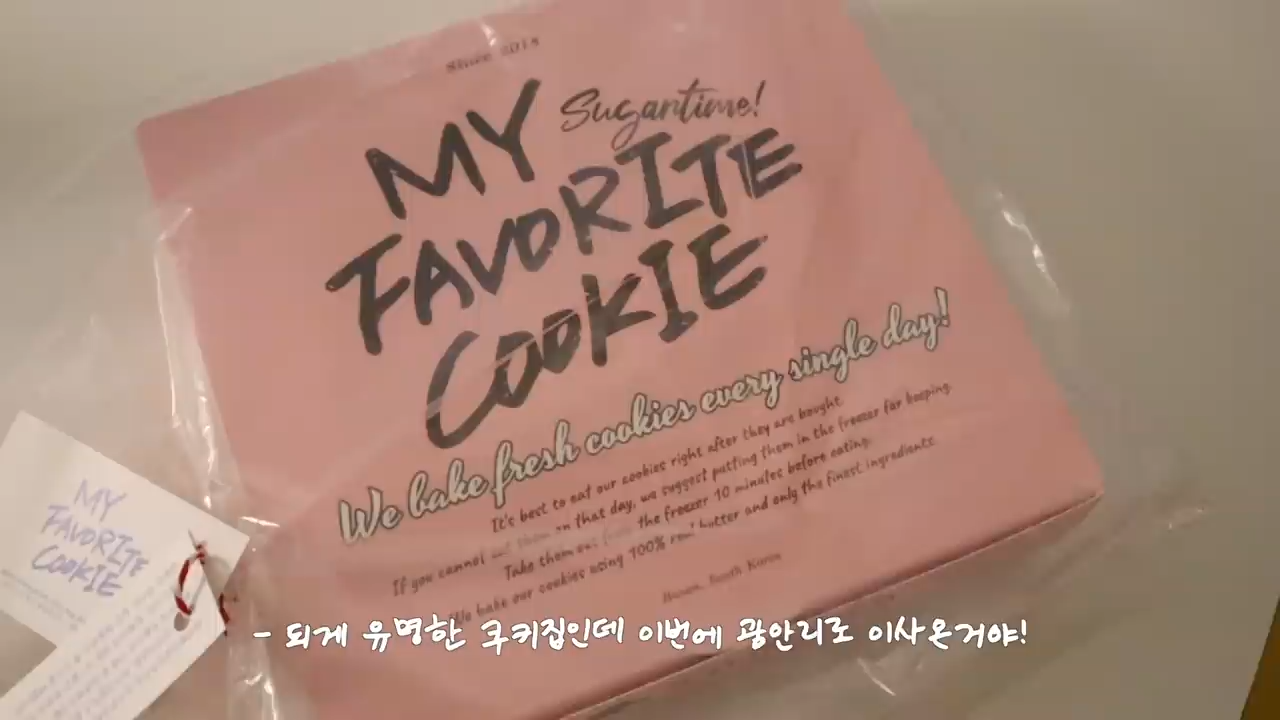 Since 2018
MY
Sugartime!
FAVORITE
COOKIE
We bake fresh cookies every single day!
It's best to eat our cookies right after they are bought.
If you cannot eat them on that day, we suggest putting them in the freezer for keeping.
Take them out from the freezer 10 minutes before eating.
We bake our cookies using 100% real butter and only the finest ingredients.
Busan, South Korea
MY
FAVORITE
COOKIE
- 되게 유명한 쿠키집인데 이번에 광안리로 이사온거야!